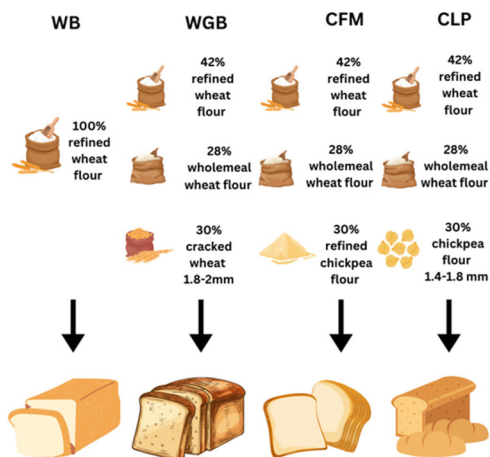 WB
WGB
CFM
CLP
100%
refined
wheat
flour
42%
refined
wheat
flour
28%
wholemeal
wheat flour
30%
cracked
wheat
1.8-2mm
42%
refined
wheat
flour
28%
wholemeal
wheat flour
30%
refined
chickpea
flour
42%
refined
wheat
flour
28%
wholemeal
wheat flour
30%
chickpea
flour
1.4-1.8 mm